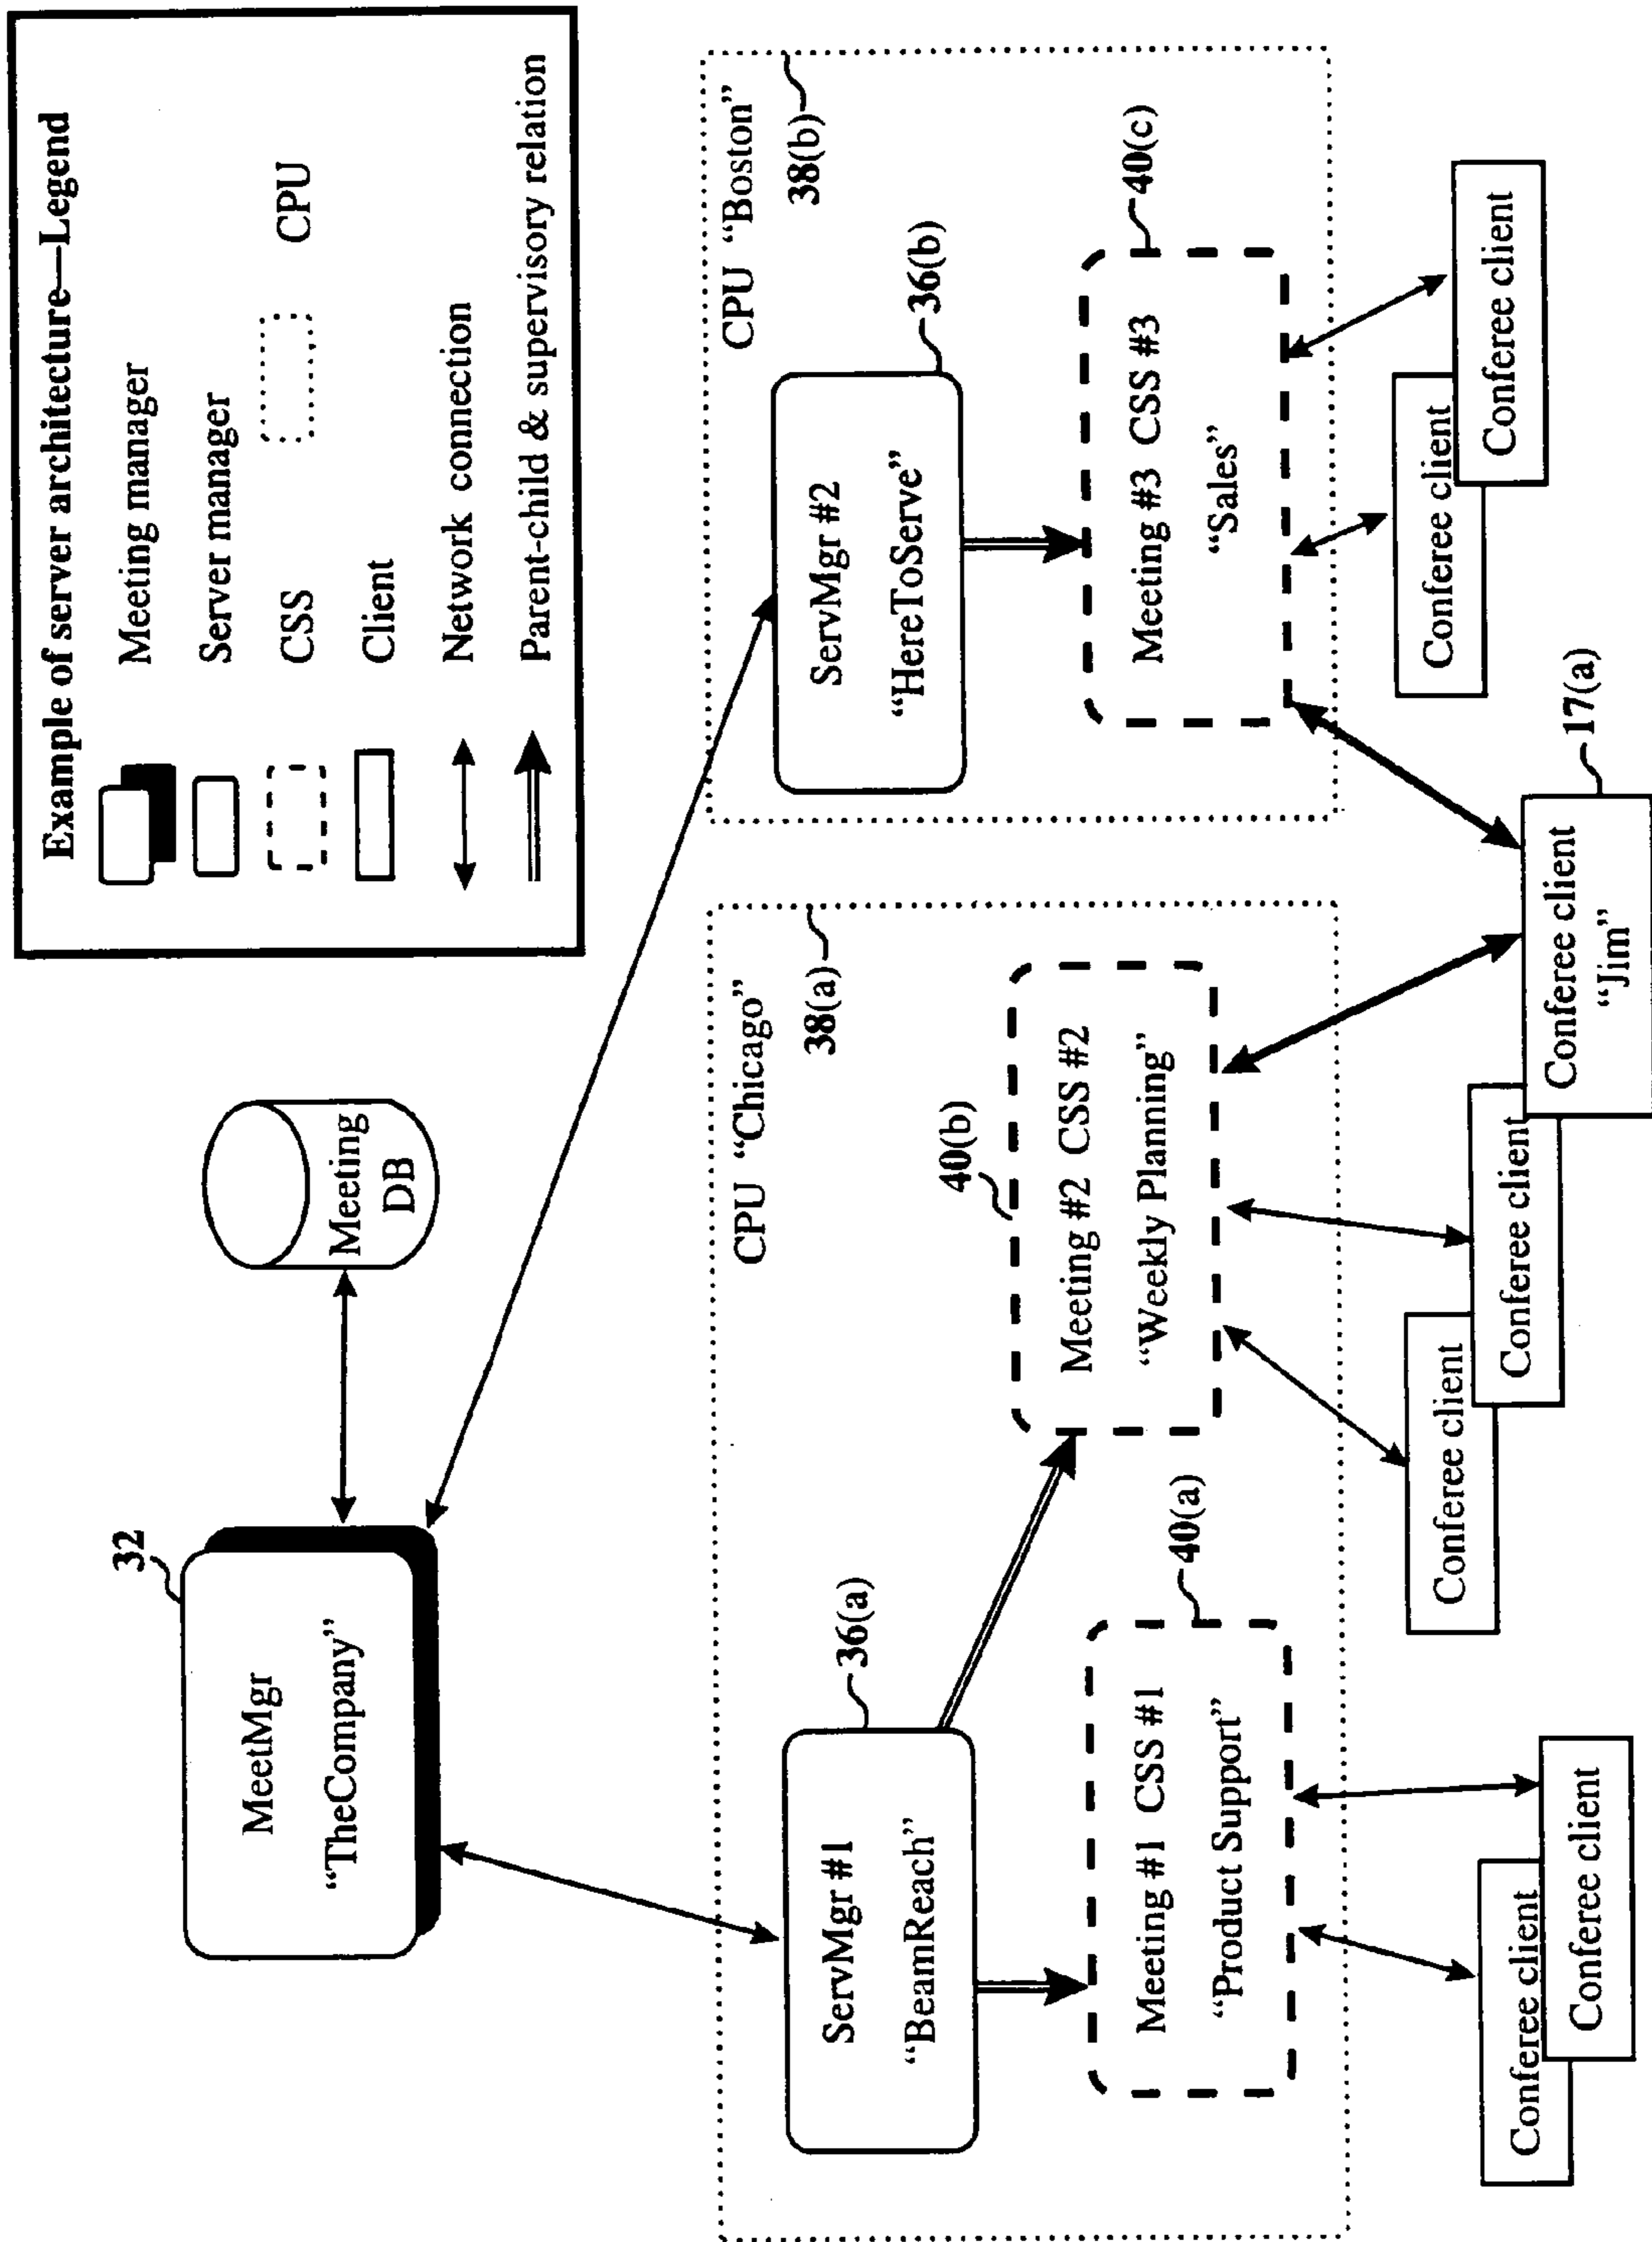 Example of server architecture—Legend
Meeting manager
Server manager
CSS
CPU
Client
Network connection
Parent-child & supervisory relation
32
MeetMgr
“TheCompany”
Meeting
DB
CPU “Chicago”
38(a)
ServMgr #1
“BeamReach”
36(a)
40(b)
Meeting #2 CSS #2
“Weekly Planning”
Meeting #1 CSS #1
“Product Support”
40(a)
CPU “Boston”
38(b)
ServMgr #2
“HereToServe”
36(b)
Meeting #3 CSS #3
“Sales”
40(c)
Conferee client
Conferee client
Conferee client
Conferee client
Conferee client
“Jim”
17(a)
Conferee client
Conferee client